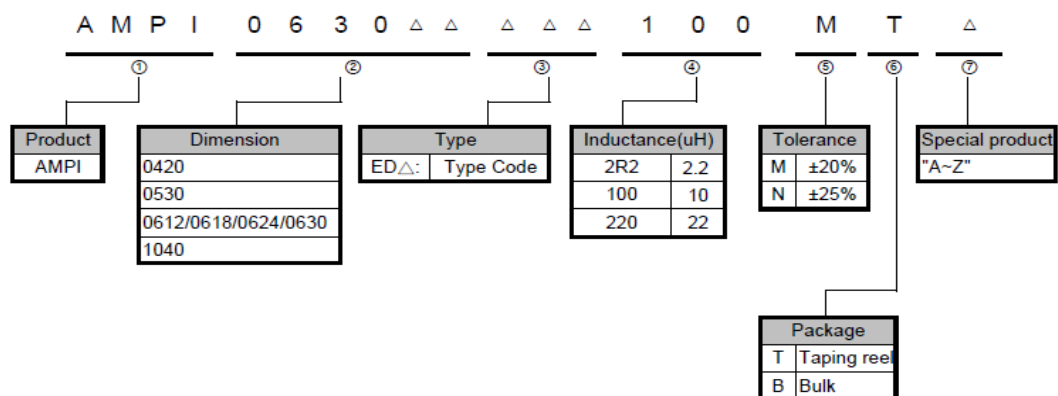 A M P I 0 6 3 0 △ △ △ △ △ 1 0 0 M T △
① ② ③ ④ ⑤ ⑥ ⑦
Product
AMPI
Dimension
0420
0530
0612/0618/0624/0630
1040
Type
ED△: Type Code
Inductance(uH)
2R2 2.2
100 10
220 22
Tolerance
M ±20%
N ±25%
Special product
"A~Z"
Package
T Taping reel
B Bulk